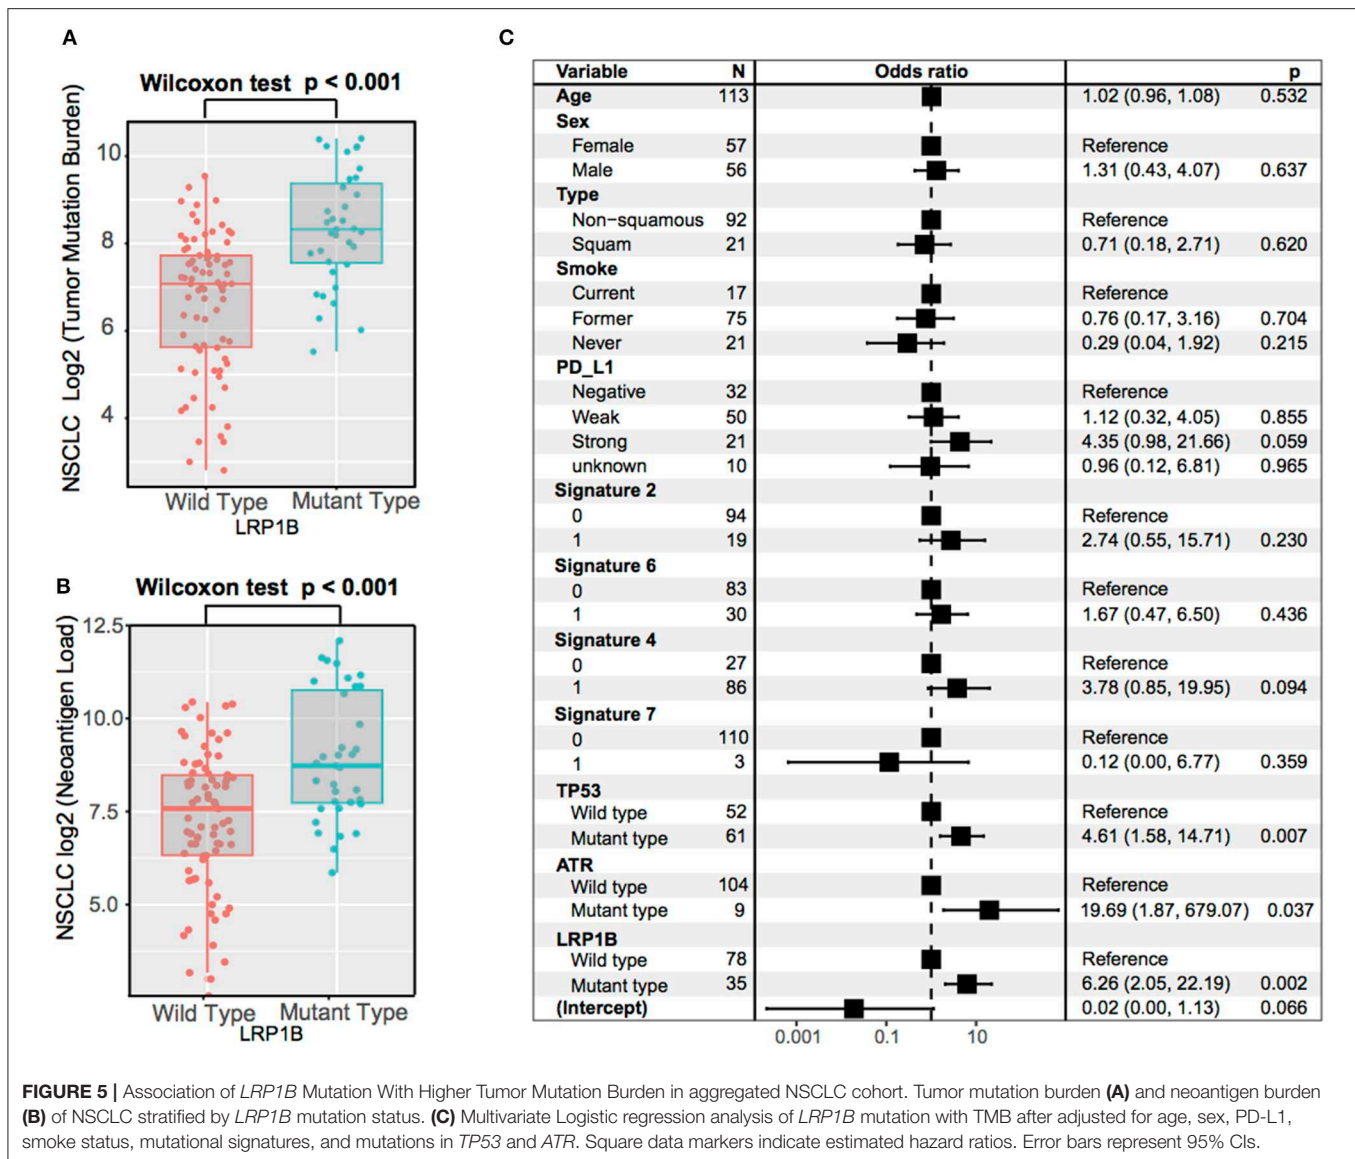 A
Wilcoxon test p < 0.001
NSCLC Log2 (Tumor Mutation Burden)
10
8
6
4
Wild Type Mutant Type
LRP1B
B
Wilcoxon test p < 0.001
NSCLC log2 (Neoantigen Load)
12.5
10.0
7.5
5.0
Wild Type Mutant Type
LRP1B
C
Variable N Odds ratio p
Age 113 1.02 (0.96, 1.08) 0.532
Sex
Female 57 Reference
Male 56 1.31 (0.43, 4.07) 0.637
Type
Non-squamous 92 Reference
Squam 21 0.71 (0.18, 2.71) 0.620
Smoke
Current 17 Reference
Former 75 0.76 (0.17, 3.16) 0.704
Never 21 0.29 (0.04, 1.92) 0.215
PD_L1
Negative 32 Reference
Weak 50 1.12 (0.32, 4.05) 0.855
Strong 21 4.35 (0.98, 21.66) 0.059
unknown 10 0.96 (0.12, 6.81) 0.965
Signature 2
0 94 Reference
1 19 2.74 (0.55, 15.71) 0.230
Signature 6
0 83 Reference
1 30 1.67 (0.47, 6.50) 0.436
Signature 4
0 27 Reference
1 86 3.78 (0.85, 19.95) 0.094
Signature 7
0 110 Reference
1 3 0.12 (0.00, 6.77) 0.359
TP53
Wild type 52 Reference
Mutant type 61 4.61 (1.58, 14.71) 0.007
ATR
Wild type 104 Reference
Mutant type 9 19.69 (1.87, 679.07) 0.037
LRP1B
Wild type 78 Reference
Mutant type 35 6.26 (2.05, 22.19) 0.002
(Intercept) 0.02 (0.00, 1.13) 0.066
0.001 0.1 10
FIGURE 5 | Association of LRP1B Mutation With Higher Tumor Mutation Burden in aggregated NSCLC cohort. Tumor mutation burden (A) and neoantigen burden
(B) of NSCLC stratified by LRP1B mutation status. (C) Multivariate Logistic regression analysis of LRP1B mutation with TMB after adjusted for age, sex, PD-L1,
smoke status, mutational signatures, and mutations in TP53 and ATR. Square data markers indicate estimated hazard ratios. Error bars represent 95% CIs.